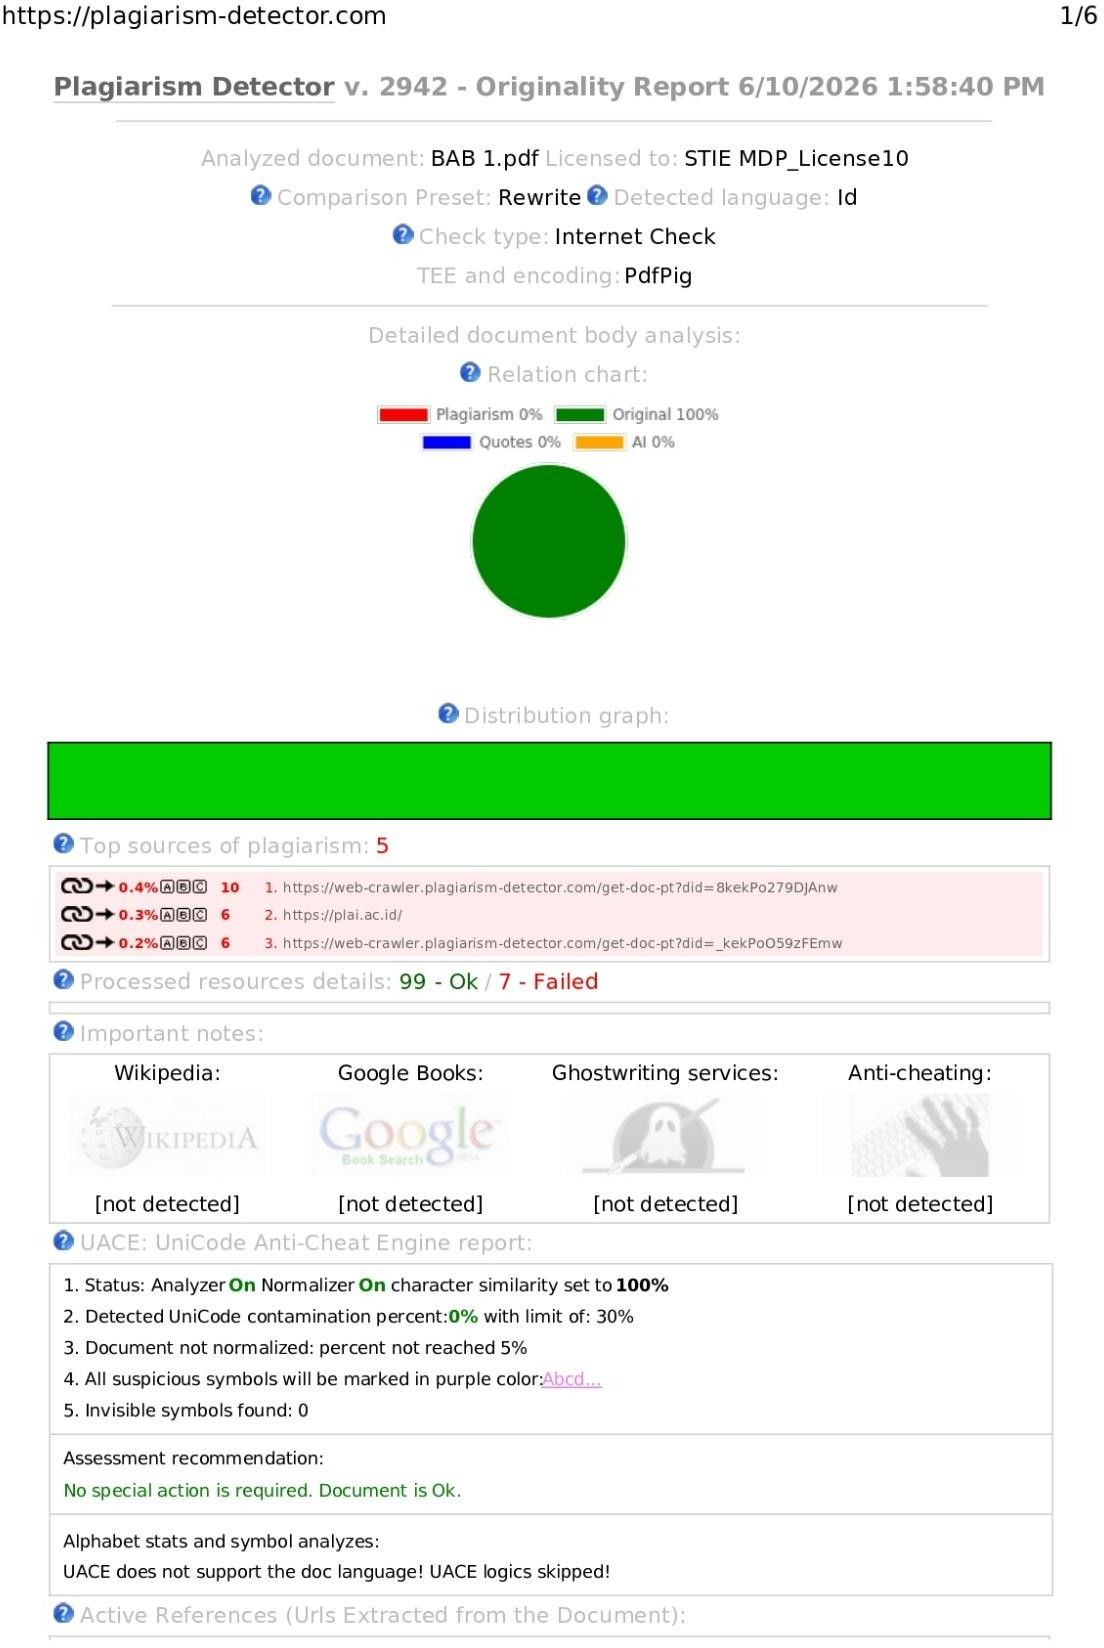 https://plagiarism-detector.com 1/6
Plagiarism Detector v. 2942 - Originality Report 6/10/2026 1:58:40 PM
Analyzed document: BAB 1.pdf Licensed to: STIE MDP_License10
? Comparison Preset: Rewrite ? Detected language: Id
? Check type: Internet Check
TEE and encoding: PdfPig
Detailed document body analysis:
? Relation chart:
Plagiarism 0% Original 100%
Quotes 0% AI 0%
? Distribution graph:
? Top sources of plagiarism: 5
0.4% A B C 10 1. https://web-crawler.plagiarism-detector.com/get-doc-pt?did=8kekPo279DJAnw
0.3% A B C 6 2. https://plai.ac.id/
0.2% A B C 6 3. https://web-crawler.plagiarism-detector.com/get-doc-pt?did=_kekPoO59zFEmw
? Processed resources details: 99 - Ok / 7 - Failed
? Important notes:
Wikipedia: Google Books: Ghostwriting services: Anti-cheating:
WIKIPEDIA Google Book Search BETA
[not detected] [not detected] [not detected] [not detected]
? UACE: UniCode Anti-Cheat Engine report:
1. Status: Analyzer On Normalizer On character similarity set to 100%
2. Detected UniCode contamination percent:0% with limit of: 30%
3. Document not normalized: percent not reached 5%
4. All suspicious symbols will be marked in purple color:Abcd...
5. Invisible symbols found: 0
Assessment recommendation:
No special action is required. Document is Ok.
Alphabet stats and symbol analyzes:
UACE does not support the doc language! UACE logics skipped!
? Active References (Urls Extracted from the Document):